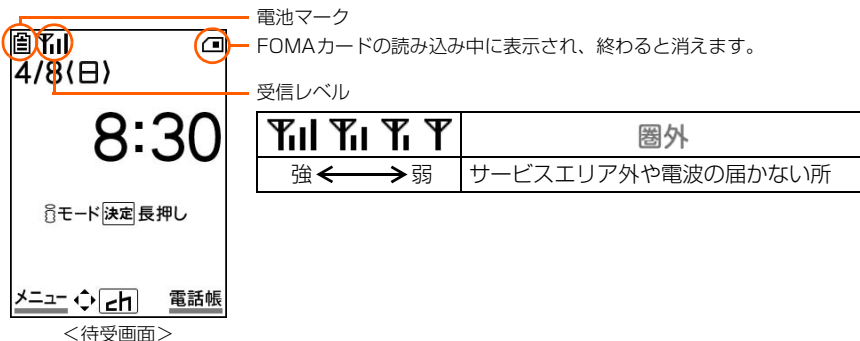 電池マーク
FOMAカードの読み込み中に表示され、終わると消えます。
受信レベル
4/8(日)
8:30
iモード決定長押し
メニュー ch 電話帳
＜待受画面＞
圏外
強 弱 サービスエリア外や電波の届かない所